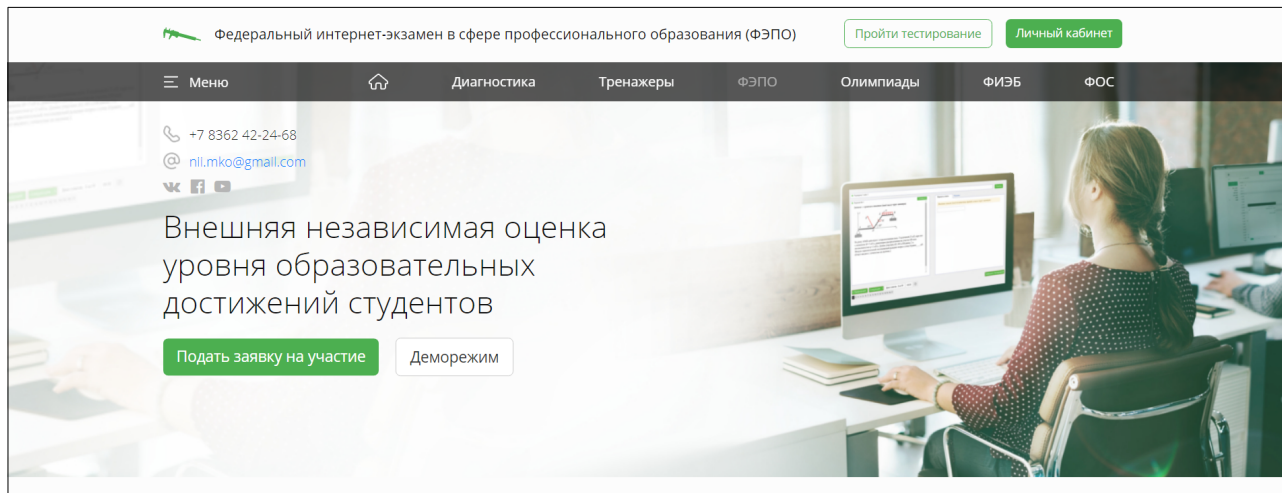 Федеральный интернет-экзамен в сфере профессионального образования (ФЭПО)
Пройти тестирование
Личный кабинет
Меню
Диагностика
Тренажеры
ФЭПО
Олимпиады
ФИЭБ
ФОС
+7 8362 42-24-68
nii.mko@gmail.com
Внешняя независимая оценка
уровня образовательных
достижений студентов
Подать заявку на участие
Деморежим